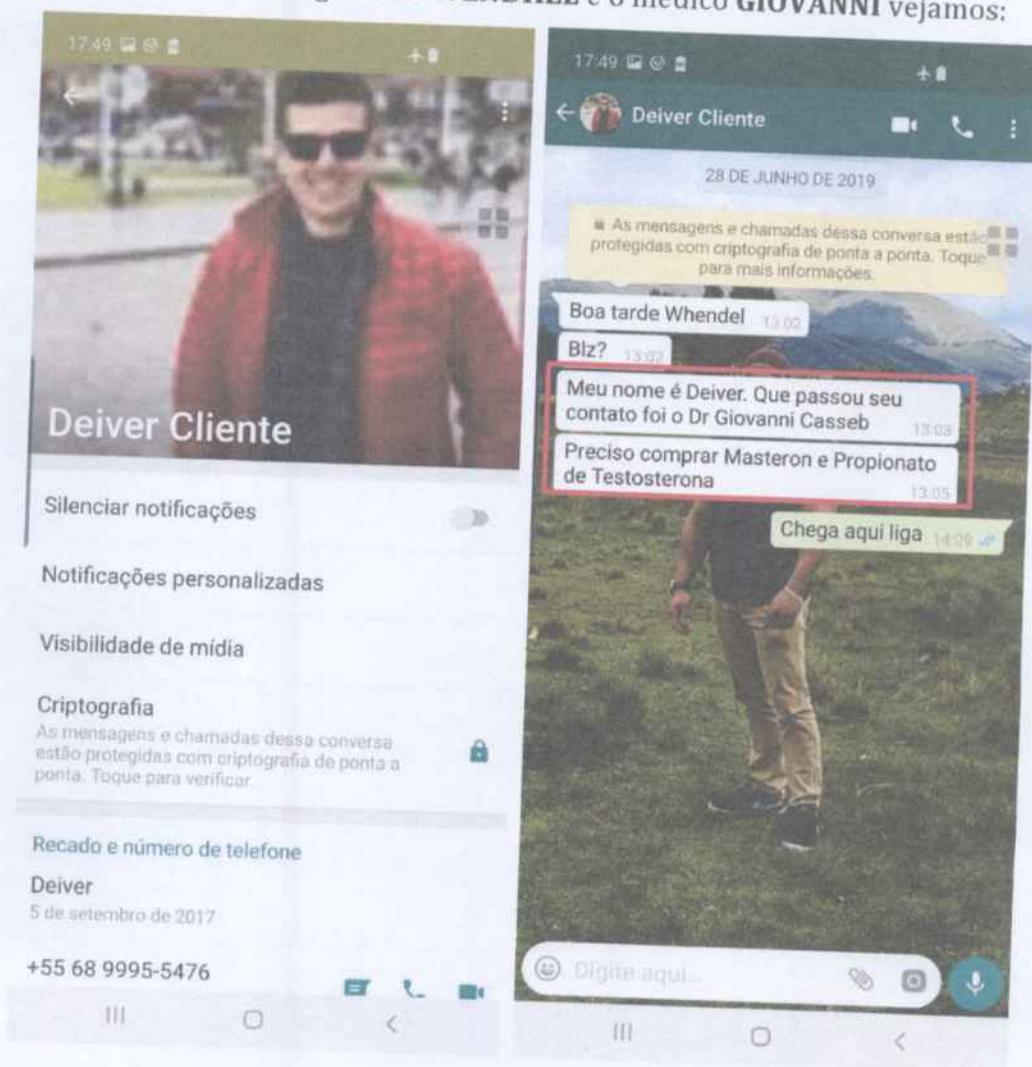 e o médico GIOVANNI vejamos:
17:49
Deiver Cliente
Silenciar notificações
Notificações personalizadas
Visibilidade de mídia
Criptografia
As mensagens e chamadas dessa conversa
estão protegidas com criptografia de ponta a
ponta. Toque para verificar.
Recado e número de telefone
Deiver
5 de setembro de 2017
+55 68 9995-5476
17:49
Deiver Cliente
28 DE JUNHO DE 2019
As mensagens e chamadas dessa conversa estão
protegidas com criptografia de ponta a ponta. Toque
para mais informações.
Boa tarde Whendel 13:02
Blz? 13:02
Meu nome é Deiver. Que passou seu
contato foi o Dr Giovanni Casseb 13:03
Preciso comprar Masteron e Propionato
de Testosterona 13:05
Chega aqui liga 14:09
Digite aqui...